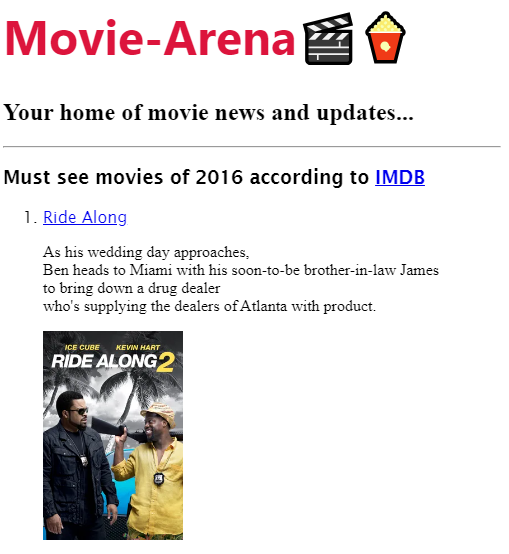 Movie-Arena🎬🍿
Your home of movie news and updates...
Must see movies of 2016 according to IMDB
1. Ride Along
As his wedding day approaches,
Ben heads to Miami with his soon-to-be brother-in-law James
to bring down a drug dealer
who's supplying the dealers of Atlanta with product.
ICE CUBE KEVIN HART
RIDE ALONG 2